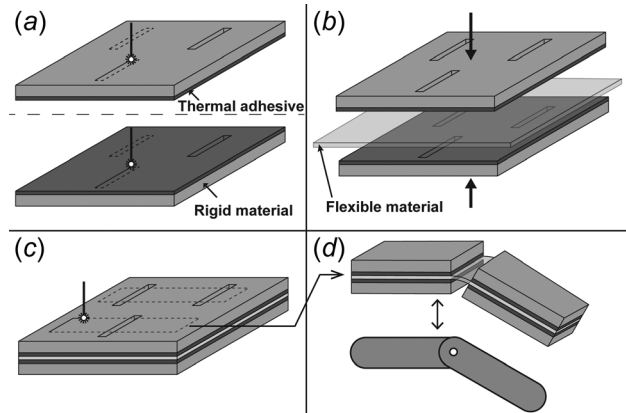 (a)
Thermal adhesive
Rigid material
(b)
Flexible material
(c)
(d)